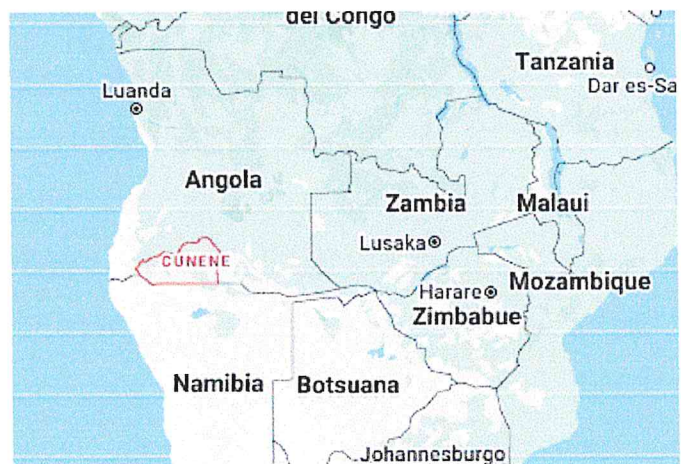 del Congo
Tanzania
Dar es-Sa
Luanda
Angola
Zambia
Malaui
Lusaka
CUNENE
Mozambique
Harare
Zimbabue
Namibia
Botsuana
Johannesburgo